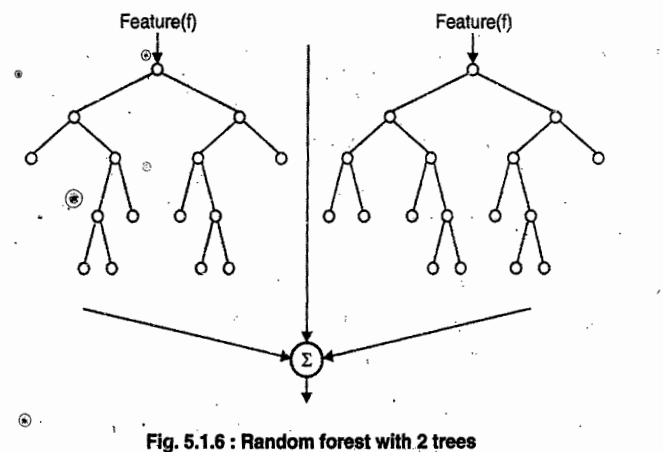 Feature(f) Feature(f)
Σ
Fig. 5.1.6 : Random forest with 2 trees